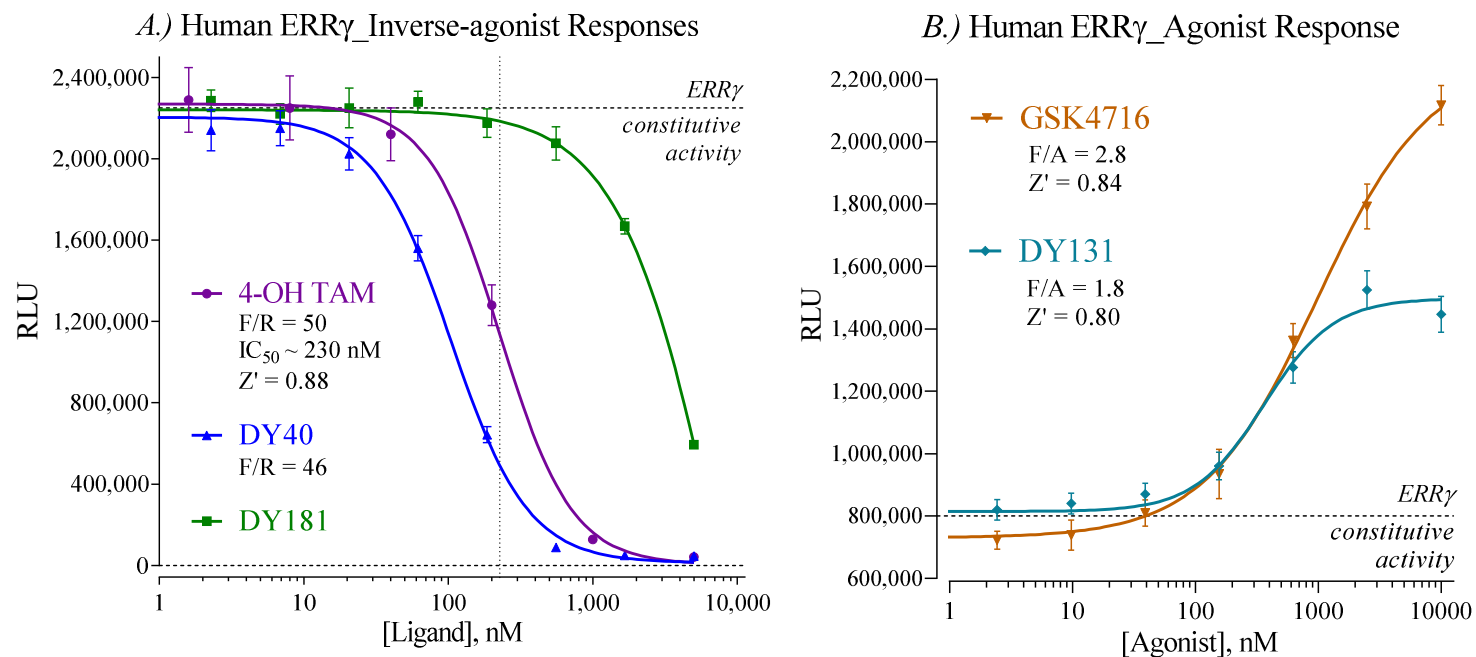 A.) Human ERRγ_Inverse-agonist Responses
2,400,000
2,000,000
1,600,000
1,200,000
800,000
400,000
0
RLU
ERRγ
constitutive
activity
4-OH TAM
F/R = 50
IC50 ~ 230 nM
Z' = 0.88
DY40
F/R = 46
DY181
1
10
100
1,000
10,000
[Ligand], nM
B.) Human ERRγ_Agonist Response
2,200,000
2,000,000
1,800,000
1,600,000
1,400,000
1,200,000
1,000,000
800,000
600,000
RLU
GSK4716
F/A = 2.8
Z' = 0.84
DY131
F/A = 1.8
Z' = 0.80
ERRγ
constitutive
activity
1
10
100
1000
10000
[Agonist], nM